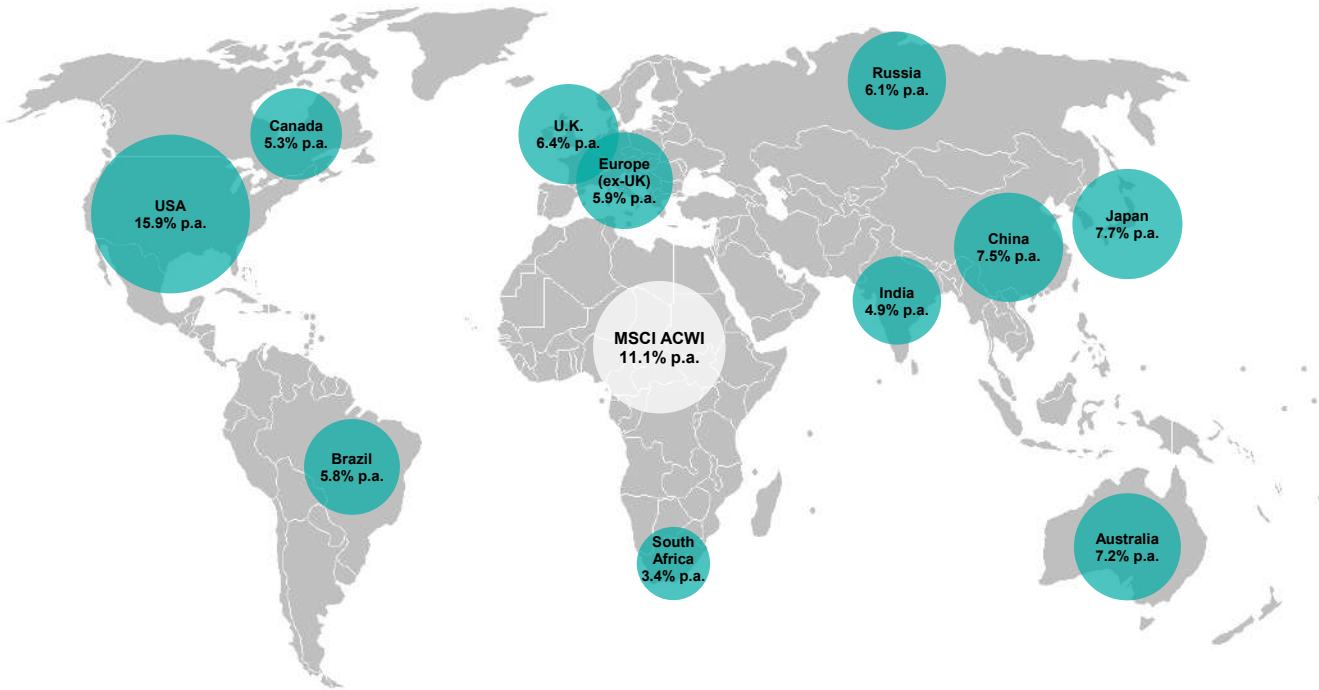 Russia
6.1% p.a.
Canada
5.3% p.a.
U.K.
6.4% p.a.
Europe
(ex-UK)
5.9% p.a.
USA
15.9% p.a.
Japan
7.7% p.a.
China
7.5% p.a.
India
4.9% p.a.
MSCI ACWI
11.1% p.a.
Brazil
5.8% p.a.
South
Africa
3.4% p.a.
Australia
7.2% p.a.